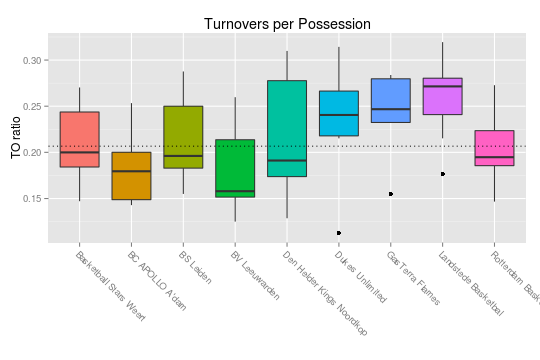 Turnovers per Possession
TO ratio
0.30
0.25
0.20
0.15
Basketball Stars Weert
BC APOLLO A'dam
BS Leiden
BV Leeuwarden
Den Helder Kings Noordkop
Dukes Unlimited
GasTerra Flames
Landstede Basketbal
Rotterdam Bask